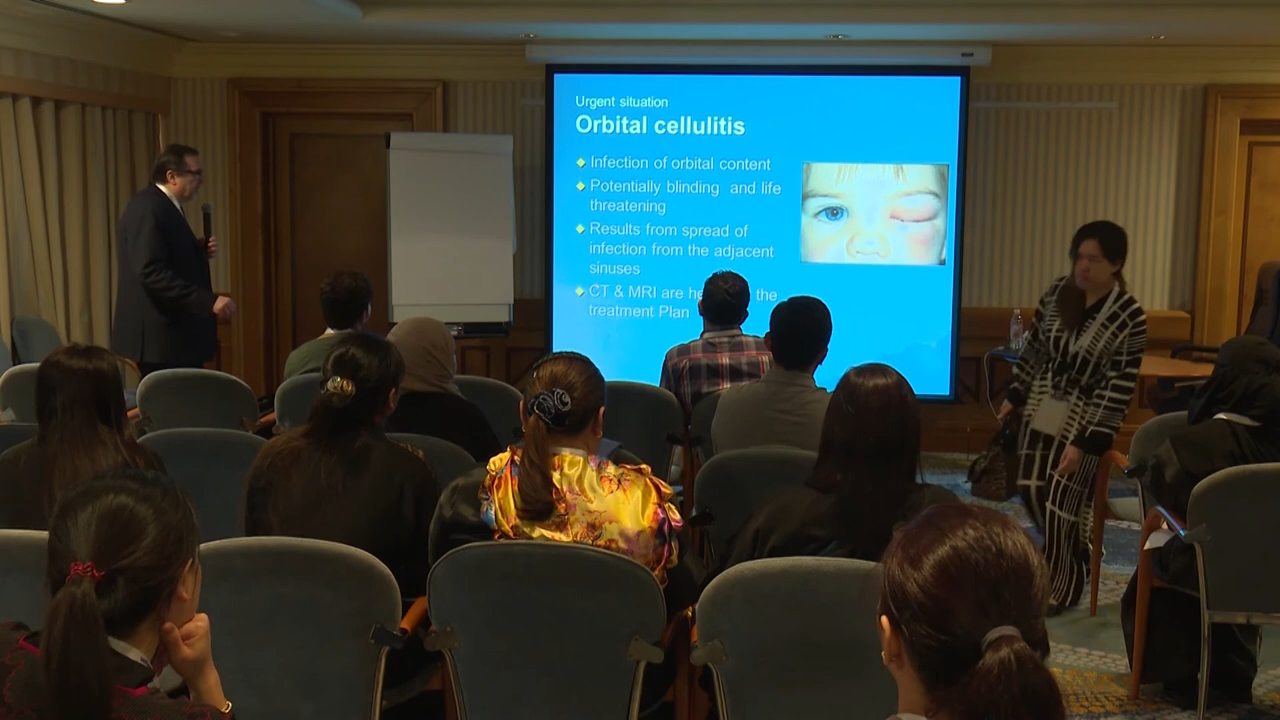 Urgent situation
Orbital cellulitis
Infection of orbital content
Potentially blinding and life
threatening
Results from spread of
infection from the adjacent
sinuses
CT & MRI are the
treatment Plan